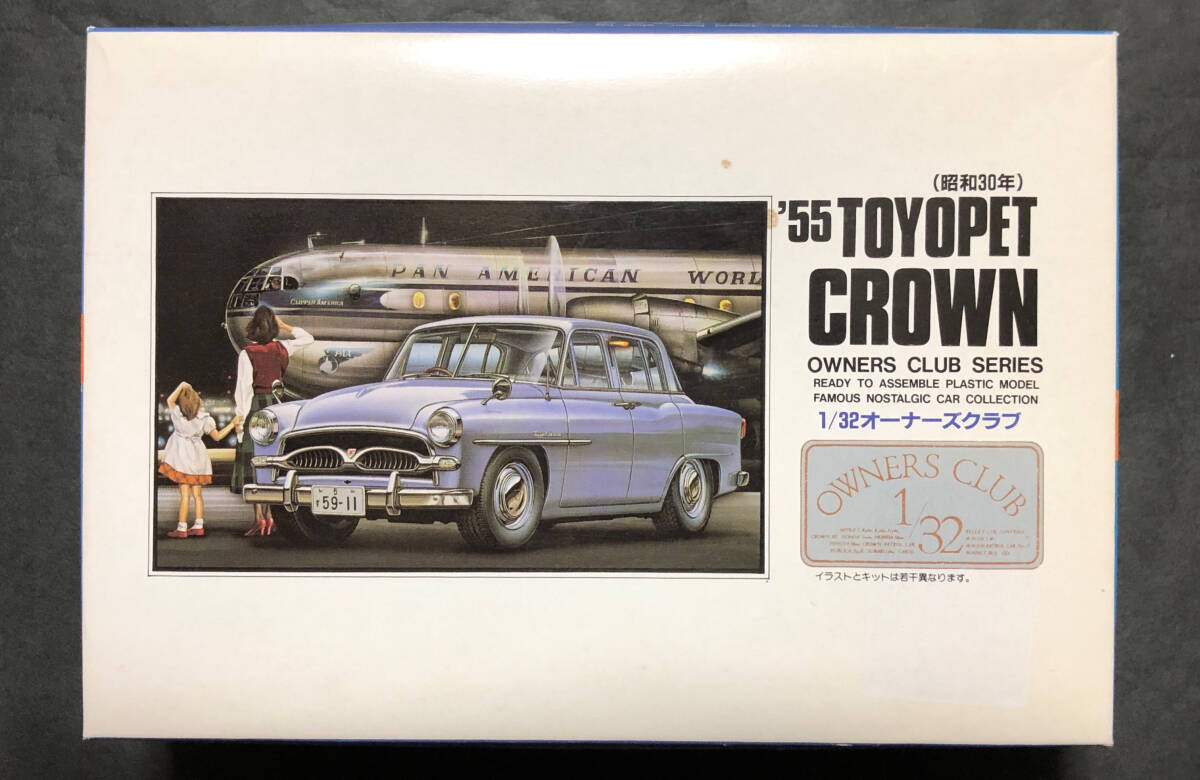 (昭和30年)
'55 TOYOPET
CROWN
OWNERS CLUB SERIES
READY TO ASSEMBLE PLASTIC MODEL
FAMOUS NOSTALGIC CAR COLLECTION
1/32オーナーズクラブ
OWNERS CLUB
1/32
イラストとキットは若干異なります。
PAN AMERICAN WORL
CLIPPER AMERICA
5
す 59-11